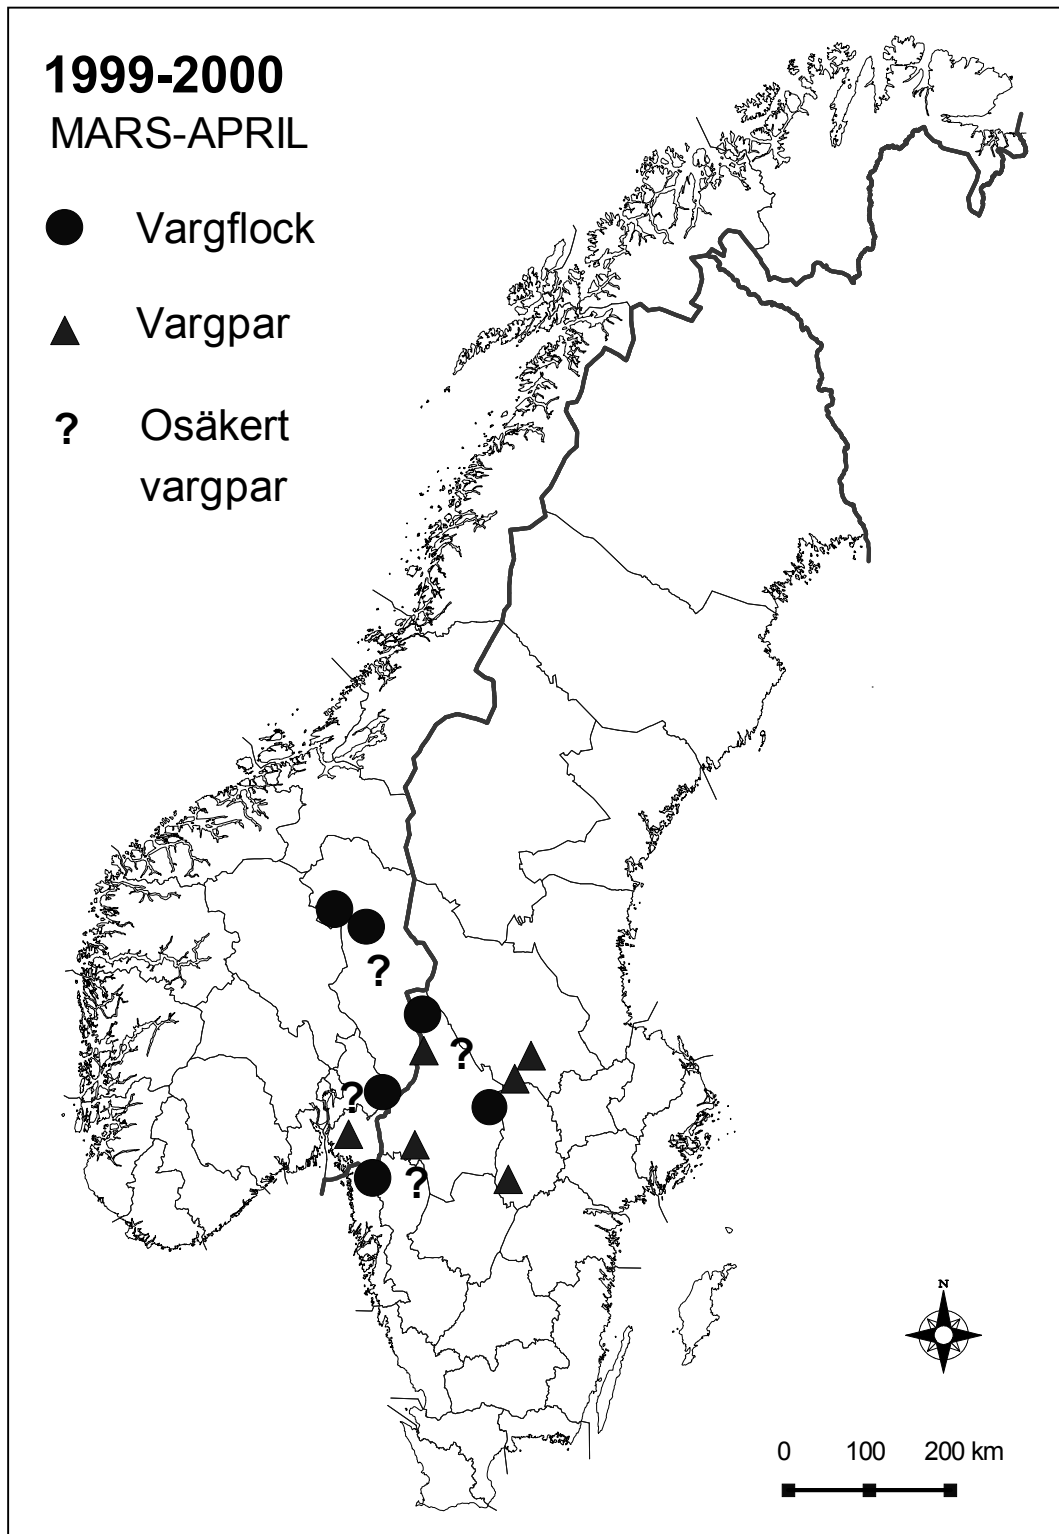 1999-2000
MARS-APRIL
Vargflock
Vargpar
? Osäkert
vargpar
?
?
?
?
N
0 100 200 km